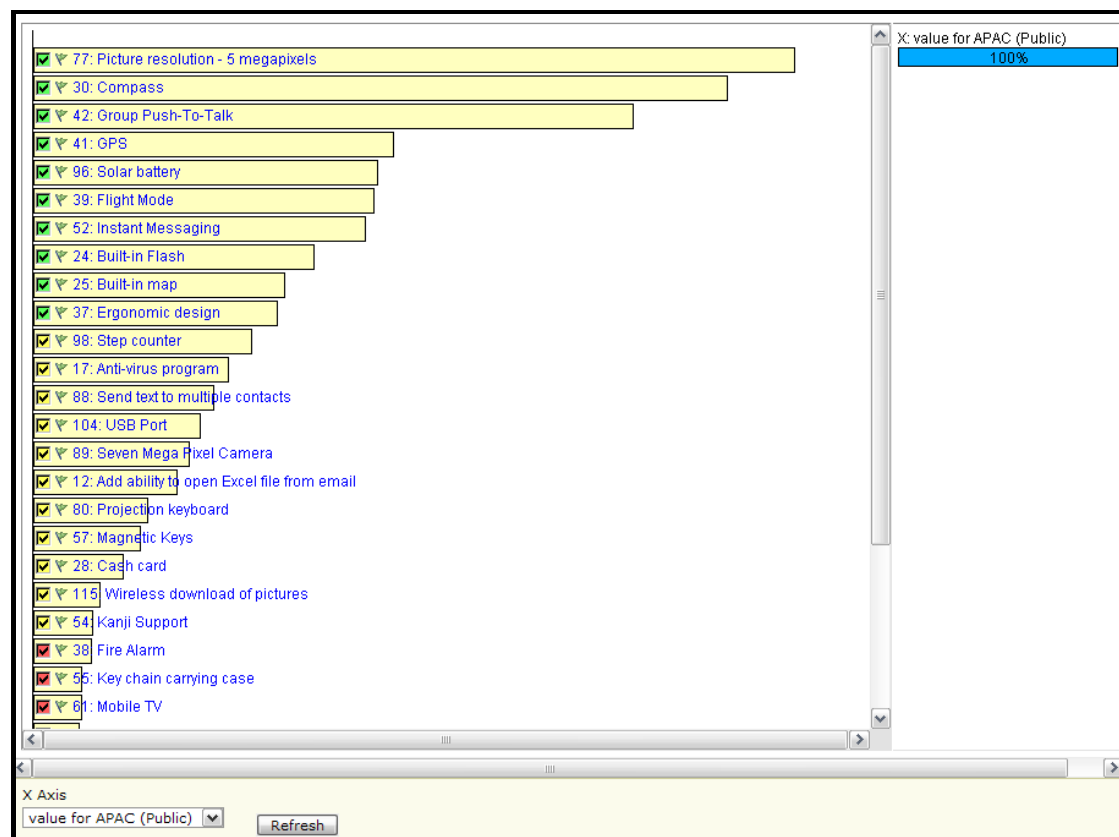 X: value for APAC (Public)
100%
77: Picture resolution - 5 megapixels
30: Compass
42: Group Push-To-Talk
41: GPS
96: Solar battery
39: Flight Mode
52: Instant Messaging
24: Built-in Flash
25: Built-in map
37: Ergonomic design
98: Step counter
17: Anti-virus program
88: Send text to multiple contacts
104: USB Port
89: Seven Mega Pixel Camera
12: Add ability to open Excel file from email
80: Projection keyboard
57: Magnetic Keys
28: Cash card
115: Wireless download of pictures
54: Kanji Support
38: Fire Alarm
55: Key chain carrying case
61: Mobile TV
X Axis
value for APAC (Public)
Refresh